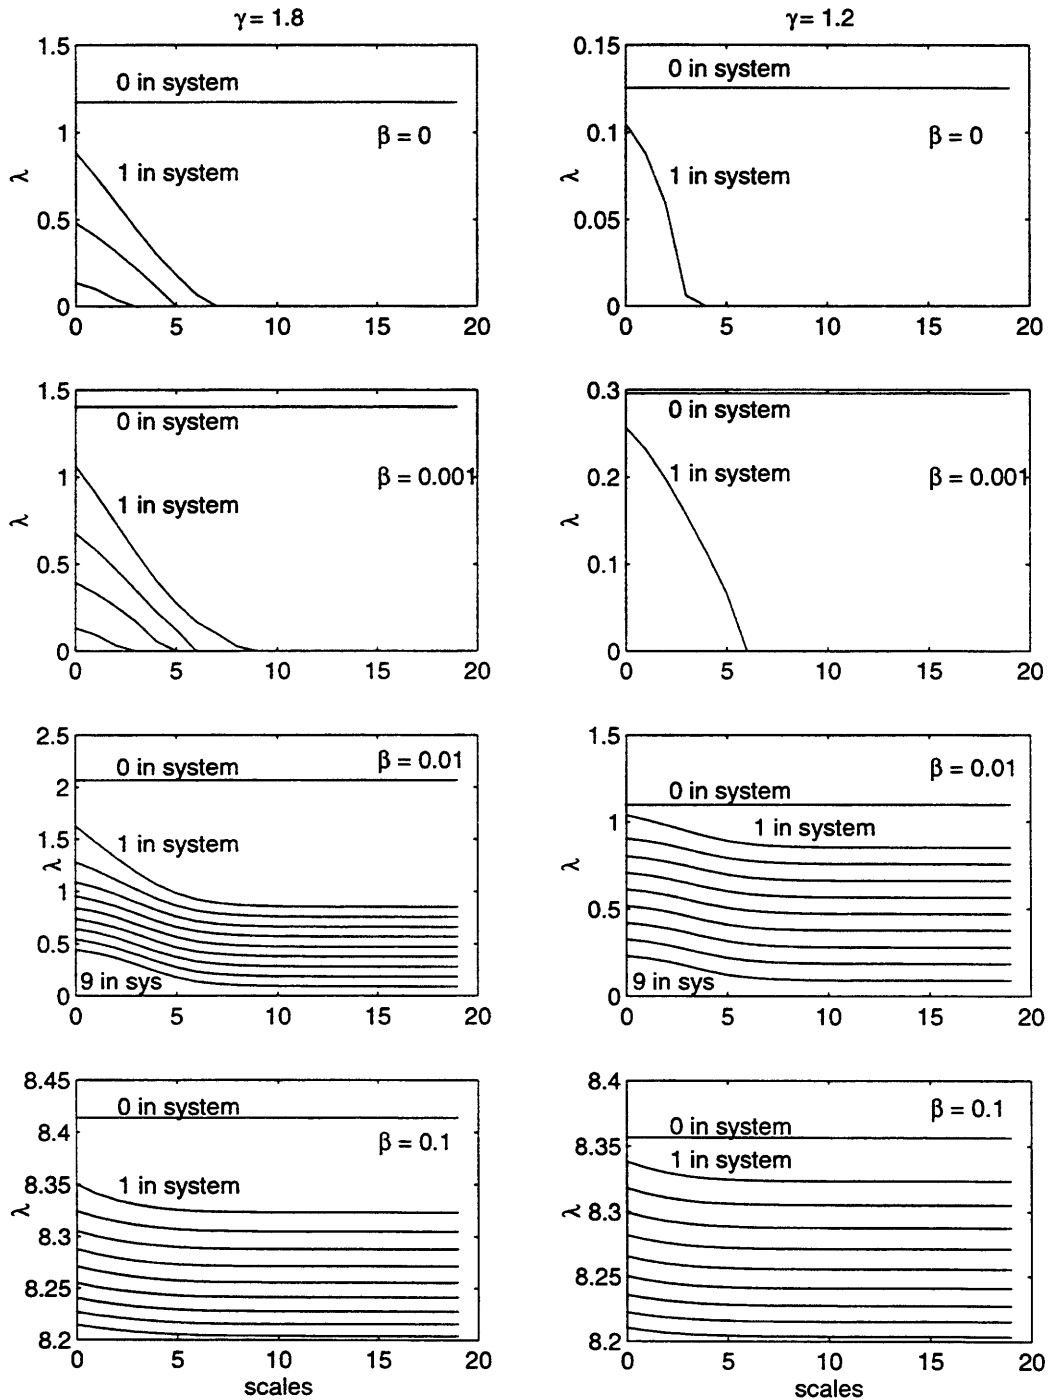 γ = 1.8
1.5
1
0.5
0
λ
0 in system
β = 0
1 in system
0 5 10 15 20
γ = 1.2
0.15
0.1
0.05
0
λ
0 in system
β = 0
1 in system
0 5 10 15 20
1.5
1
0.5
0
λ
0 in system
β = 0.001
1 in system
0 5 10 15 20
0.3
0.2
0.1
0
λ
0 in system
1 in system
β = 0.001
0 5 10 15 20
2.5
2
1.5
1
0.5
0
λ
0 in system
β = 0.01
1 in system
9 in sys
0 5 10 15 20
1.5
1
0.5
0
λ
β = 0.01
0 in system
1 in system
9 in sys
0 5 10 15 20
8.45
8.4
8.35
8.3
8.25
8.2
λ
0 in system
β = 0.1
1 in system
0 5 10 15 20
scales
8.4
8.35
8.3
8.25
8.2
λ
β = 0.1
0 in system
1 in system
0 5 10 15 20
scales